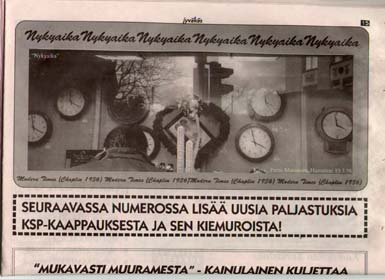 jyväkös
15
Nykyaika Nykyaika Nykyaika Nykyaika Nykyaika Nykyaika
"Nykyaika"
Modern Times (Chaplin 1936) Modern Times (Chaplin 1936) Modern Times (Chaplin 1936) Modern Times (Chaplin 1936)
SEURAAVASSA NUMEROSSA LISÄÄ UUSIA PALJASTUKSIA
KSP-KAAPPAUKSESTA JA SEN KIEMUROISTA!
"MUKAVASTI MUURAMESTA" - KAINULAINEN KULJETTAA